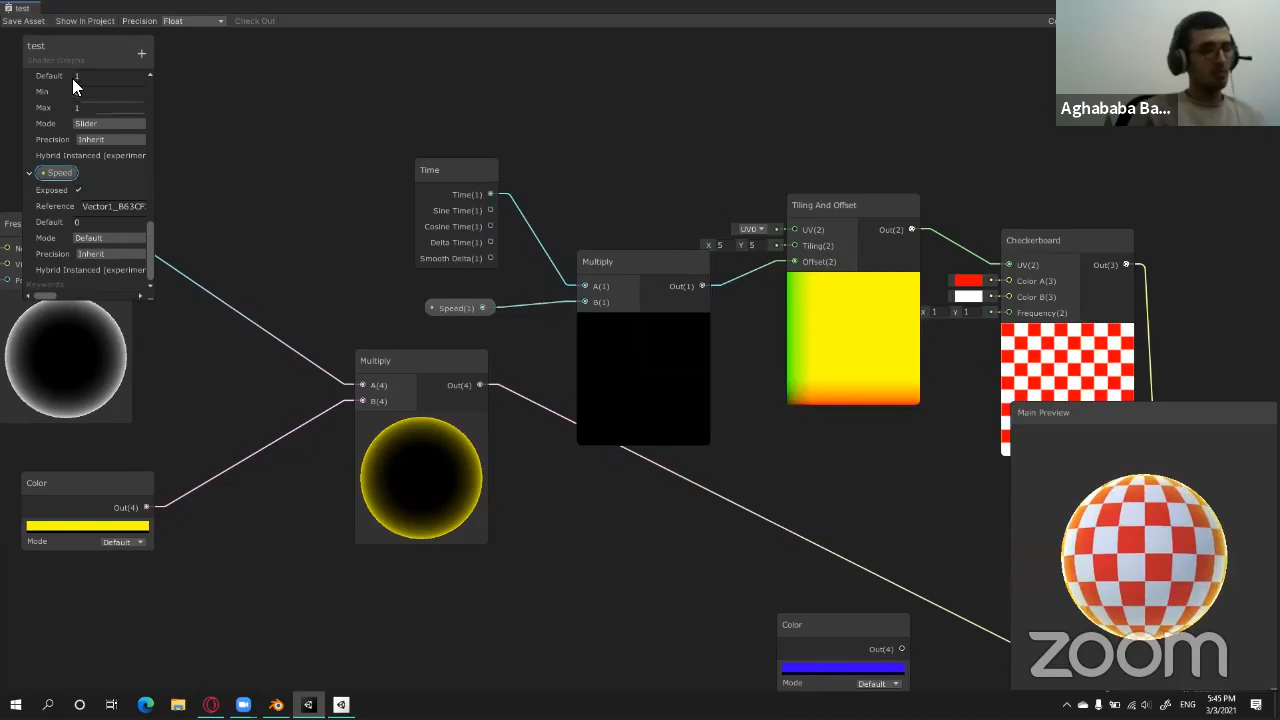 test
Save Asset Show In Project Precision Float Check Out
test
Shader Graphs
Default 1
Min
Max 1
Mode Slider
Precision Inherit
Hybrid Instanced (experimen
Speed
Exposed
Reference Vector1_B63CF
Default 0
Mode Default
Precision Inherit
Hybrid Instanced (experimen
Keywords
Fres
Time
Time(1)
Sine Time(1)
Cosine Time(1)
Delta Time(1)
Smooth Delta(1)
Speed(1)
Multiply
A(1) Out(1)
B(1)
Tiling And Offset
UV0 UV(2) Out(2)
X 5 Y 5 Tiling(2)
Offset(2)
Checkerboard
UV(2) Out(3)
Color A(3)
Color B(3)
X 1 Y 1 Frequency(2)
Multiply
A(4) Out(4)
B(4)
Color
Out(4)
Mode Default
Main Preview
Color
Out(4)
Mode Default
Aghababa Ba...
zoom
ENG
5:45 PM
3/3/2021